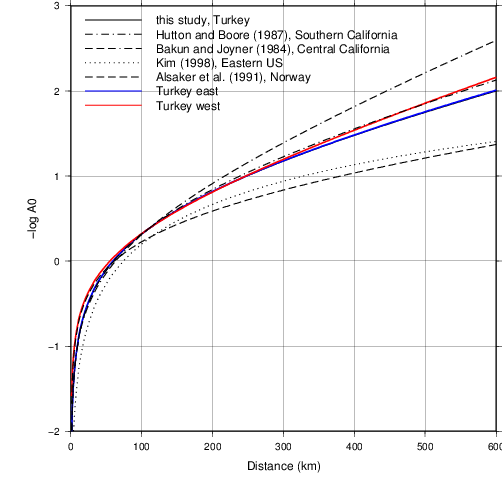 3
this study, Turkey
Hutton and Boore (1987), Southern California
Bakun and Joyner (1984), Central California
Kim (1998), Eastern US
Alsaker et al. (1991), Norway
Turkey east
Turkey west
2
1
−log A0
0
−1
−2
0 100 200 300 400 500 600
Distance (km)